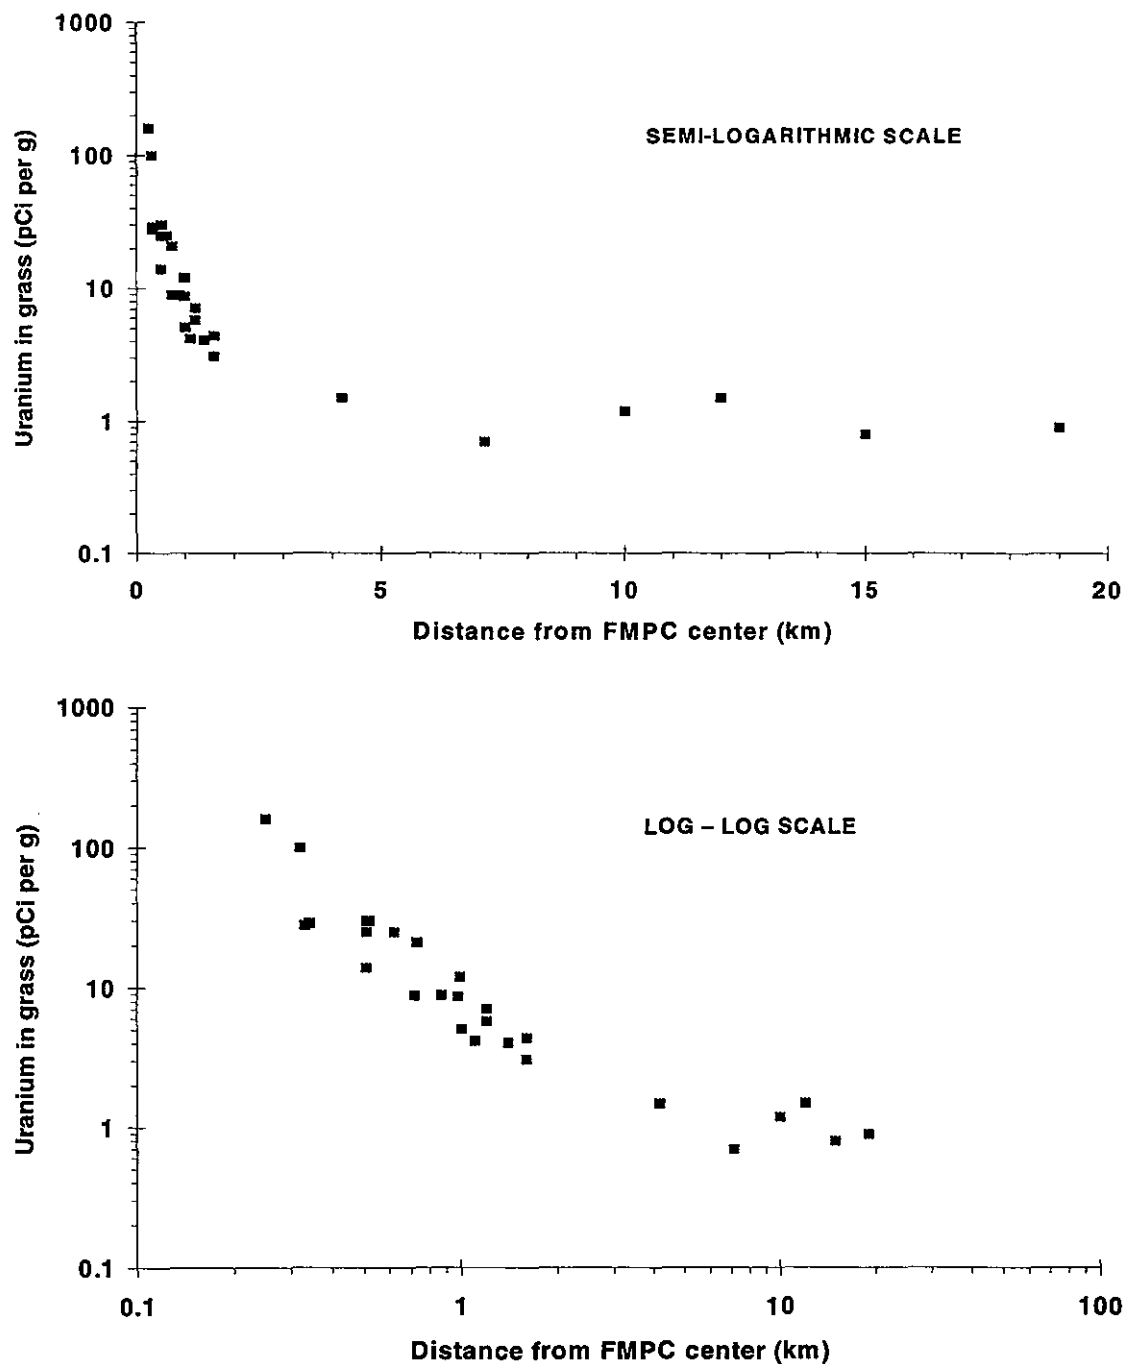 1000
100
10
1
0.1
Uranium in grass (pCi per g)
SEMI-LOGARITHMIC SCALE
0 5 10 15 20
Distance from FMPC center (km)
1000
100
10
1
0.1
Uranium in grass (pCi per g)
LOG – LOG SCALE
0.1 1 10 100
Distance from FMPC center (km)